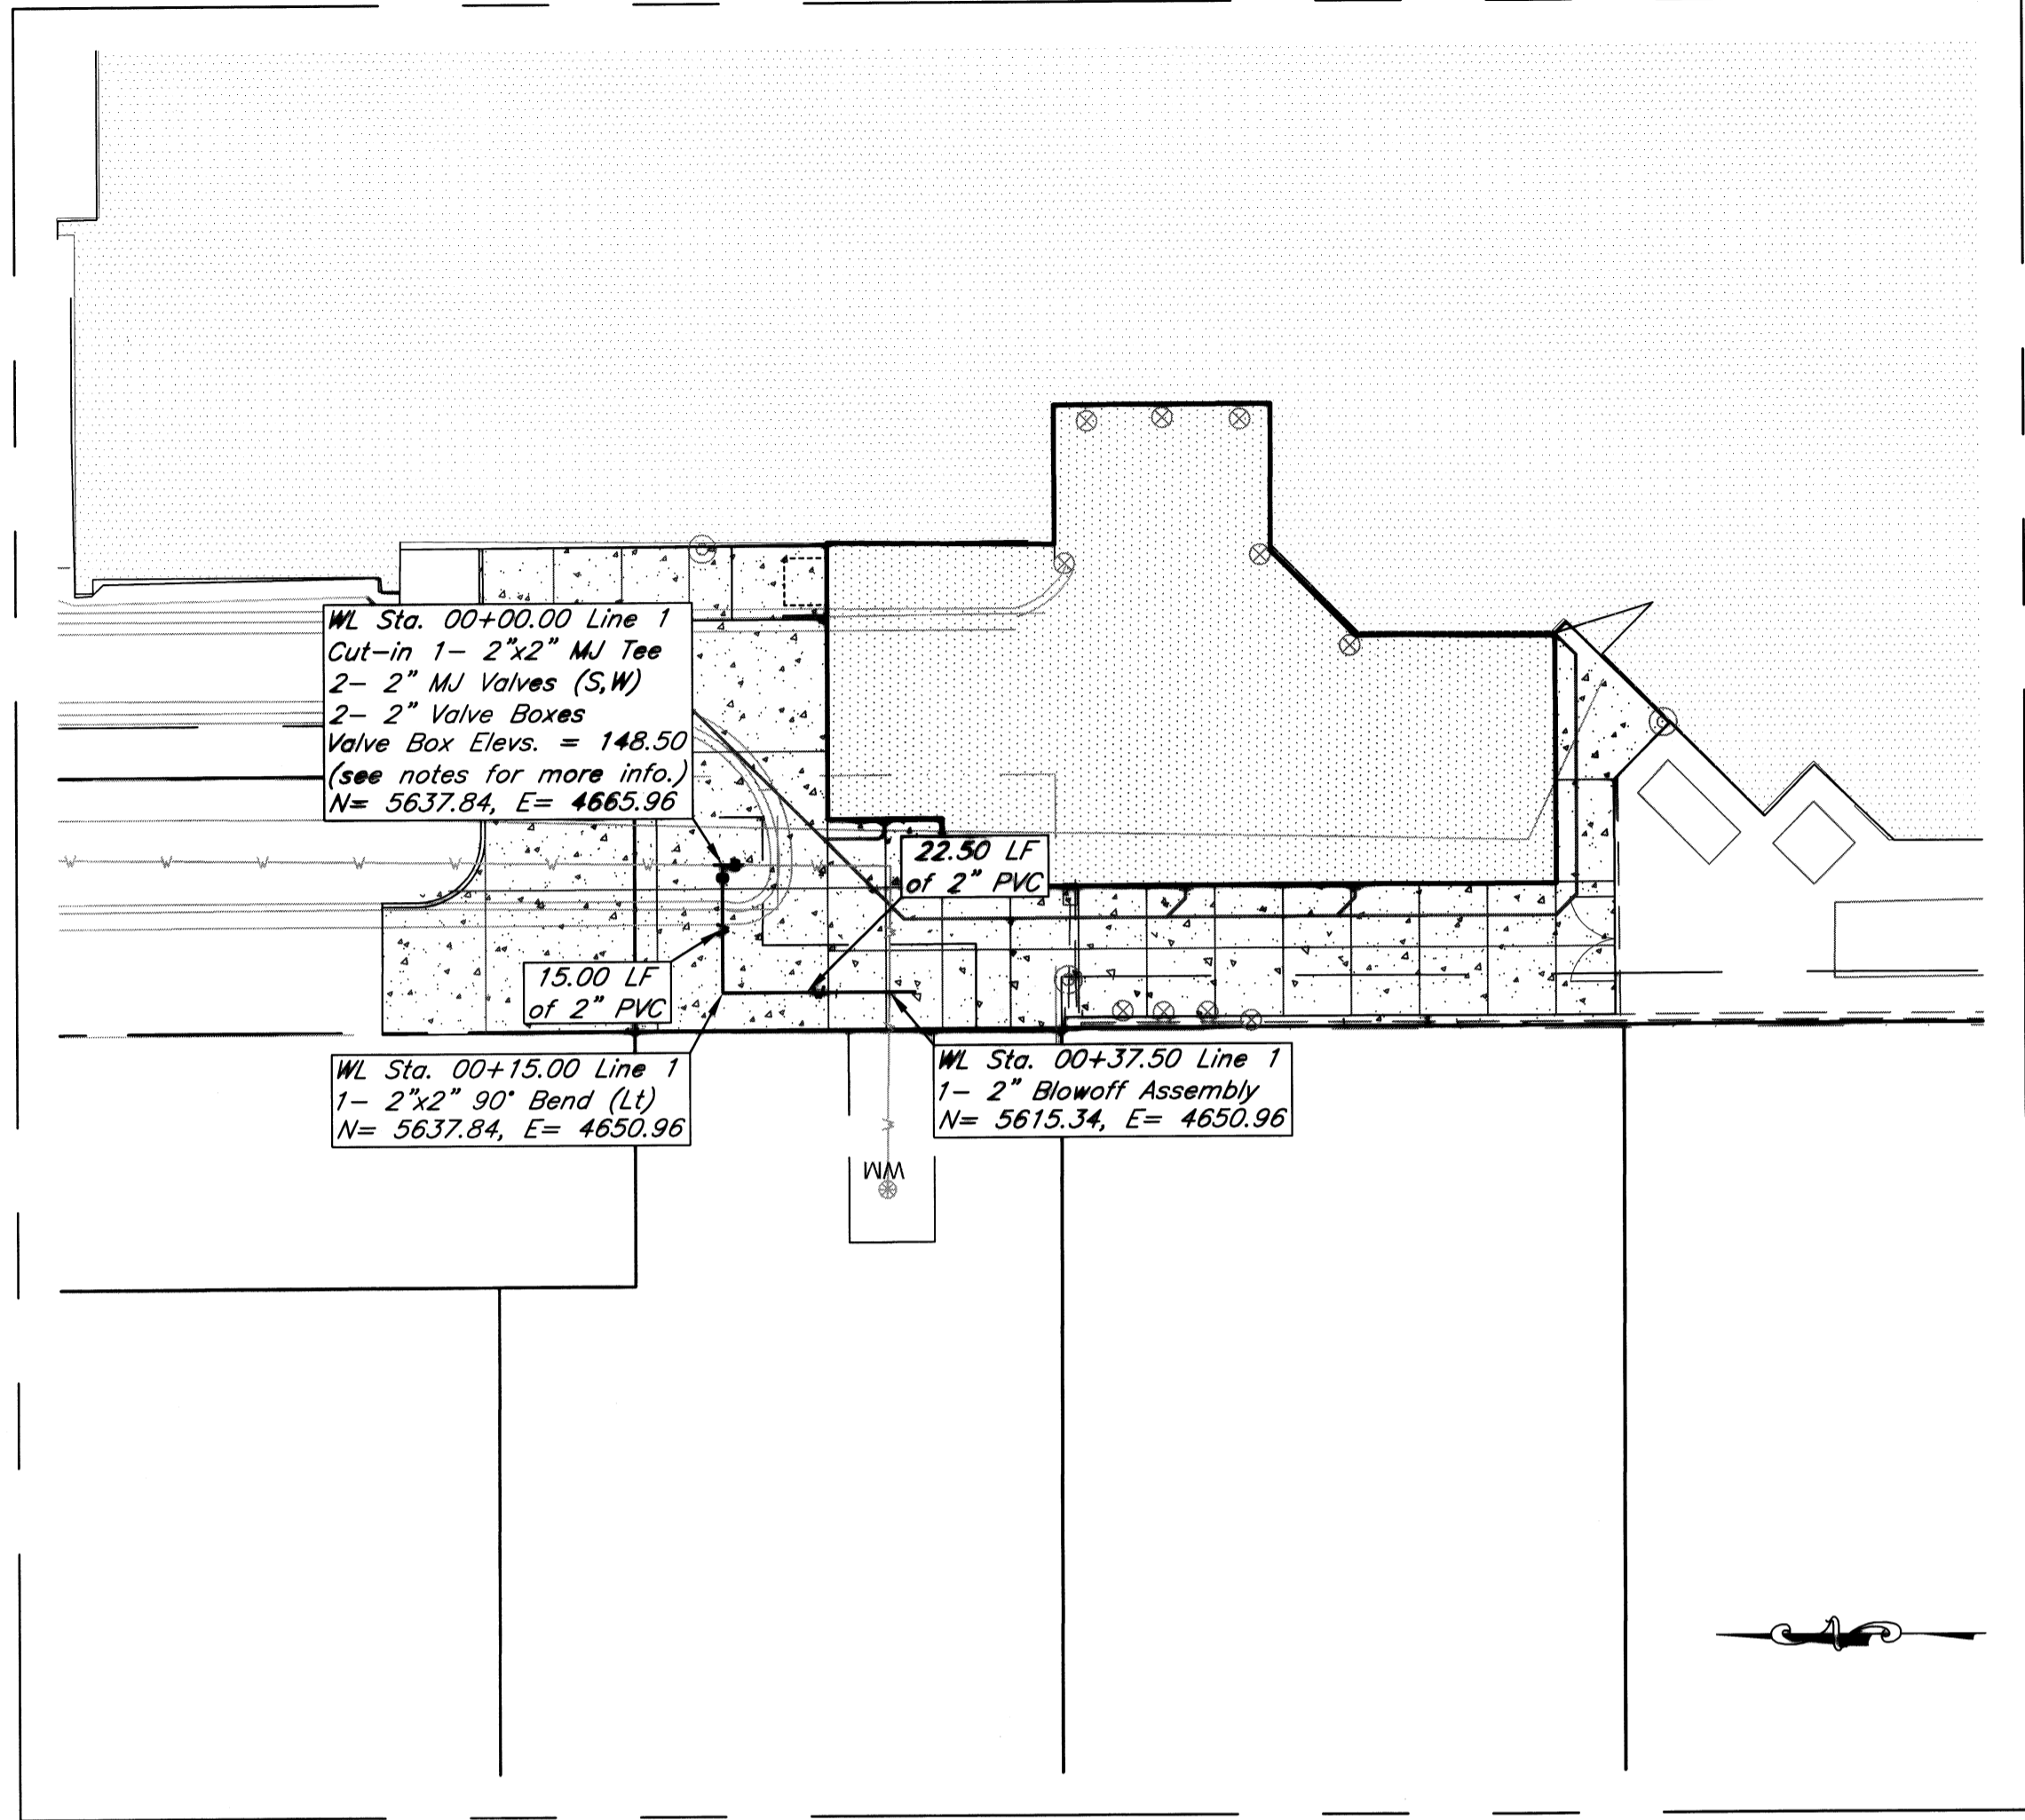 WL Sta. 00+00.00 Line 1
Cut-in 1- 2"x2" MJ Tee
2- 2" MJ Valves (S,W)
2- 2" Valve Boxes
Valve Box Elevs. = 148.50
(see notes for more info.)
N= 5637.84, E= 4665.96
22.50 LF
of 2" PVC
15.00 LF
of 2" PVC
WL Sta. 00+15.00 Line 1
1- 2"x2" 90° Bend (Lt)
N= 5637.84, E= 4650.96
WL Sta. 00+37.50 Line 1
1- 2" Blowoff Assembly
N= 5615.34, E= 4650.96
W W W W W W W W
W
W
WM
N